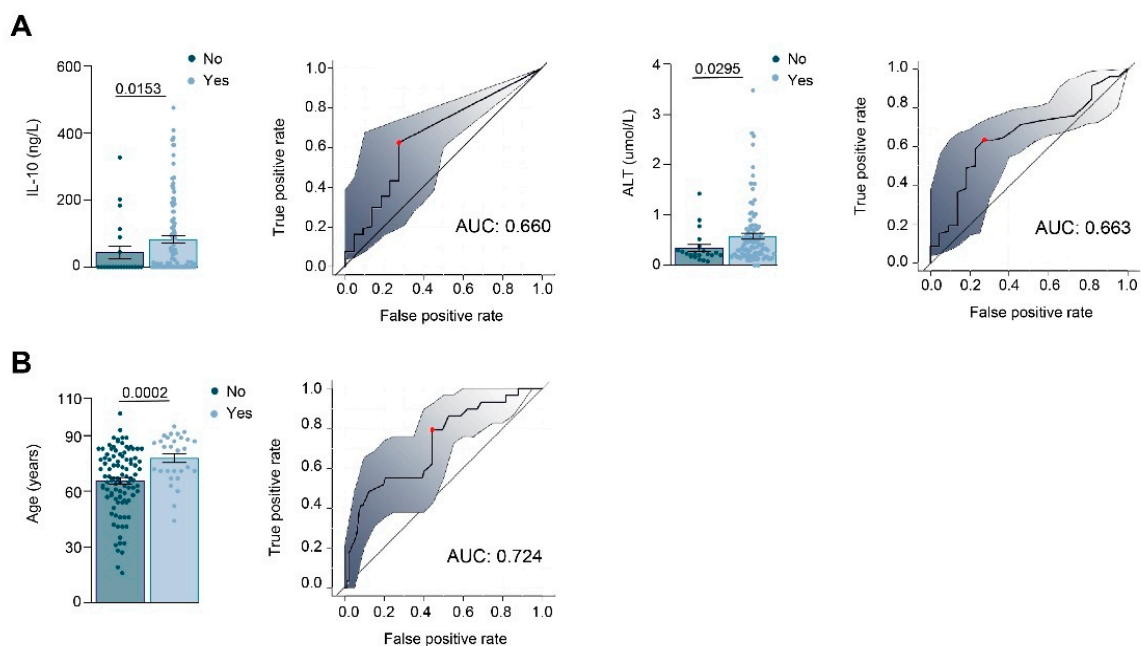 A
IL-10 (ng/L)
600
400
200
0
0.0153
No
Yes
True positive rate
1.0
0.8
0.6
0.4
0.2
0.0
AUC: 0.660
0.0 0.2 0.4 0.6 0.8 1.0
False positive rate
ALT (umol/L)
4
3
2
1
0
0.0295
No
Yes
True positive rate
1.0
0.8
0.6
0.4
0.2
0.0
AUC: 0.663
0.0 0.2 0.4 0.6 0.8 1.0
False positive rate
B
Age (years)
110
90
60
30
0
0.0002
No
Yes
True positive rate
1.0
0.8
0.6
0.4
0.2
0.0
AUC: 0.724
0.0 0.2 0.4 0.6 0.8 1.0
False positive rate